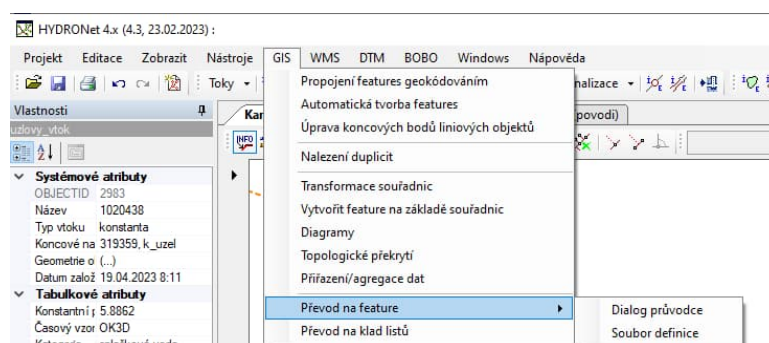 HYDRONet 4.x (4.3, 23.02.2023) :
Projekt Editace Zobrazit Nástroje GIS WMS DTM BOBO Windows Nápověda
Toky
nalizace
Vlastnosti
Kar
povodi)
uzlovy_vtok
INFO
Propojení features geokódováním
Automatická tvorba features
Úprava koncových bodů liniových objektů
Nalezení duplicit
Transformace souřadnic
Vytvořit feature na základě souřadnic
Diagramy
Topologické překrytí
Přiřazení/agregace dat
Převod na feature
Převod na klad listů
Dialog průvodce
Soubor definice
Systémové atributy
OBJECTID 2983
Název 1020438
Typ vtoku konstanta
Koncové na 319359, k_uzel
Geometrie o (...)
Datum založ 19.04.2023 8:11
Tabulkové atributy
Konstantní p 5.8862
Časový vzor OK3D